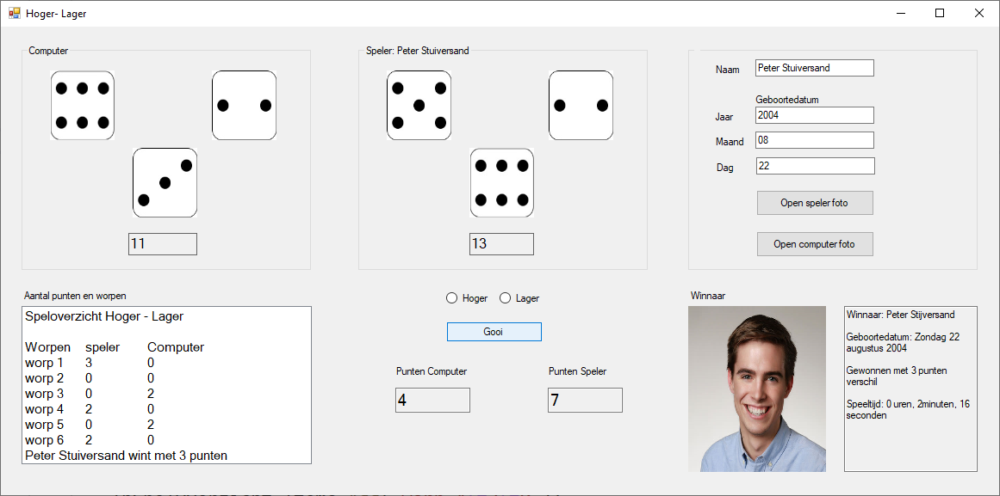 Hoger- Lager
Computer
11
Speler: Peter Stuiversand
13
Naam Peter Stuiversand
Geboortedatum
Jaar 2004
Maand 08
Dag 22
Open speler foto
Open computer foto
Aantal punten en worpen
Speloverzicht Hoger - Lager
Worpen speler Computer
worp 1 3 0
worp 2 0 0
worp 3 0 2
worp 4 2 0
worp 5 0 2
worp 6 2 0
Peter Stuiversand wint met 3 punten
Hoger Lager
Gooi
Punten Computer Punten Speler
4 7
Winnaar
Winnaar: Peter Stijversand
Geboortedatum: Zondag 22
augustus 2004
Gewonnen met 3 punten
verschil
Speeltijd: 0 uren, 2minuten, 16
seconden